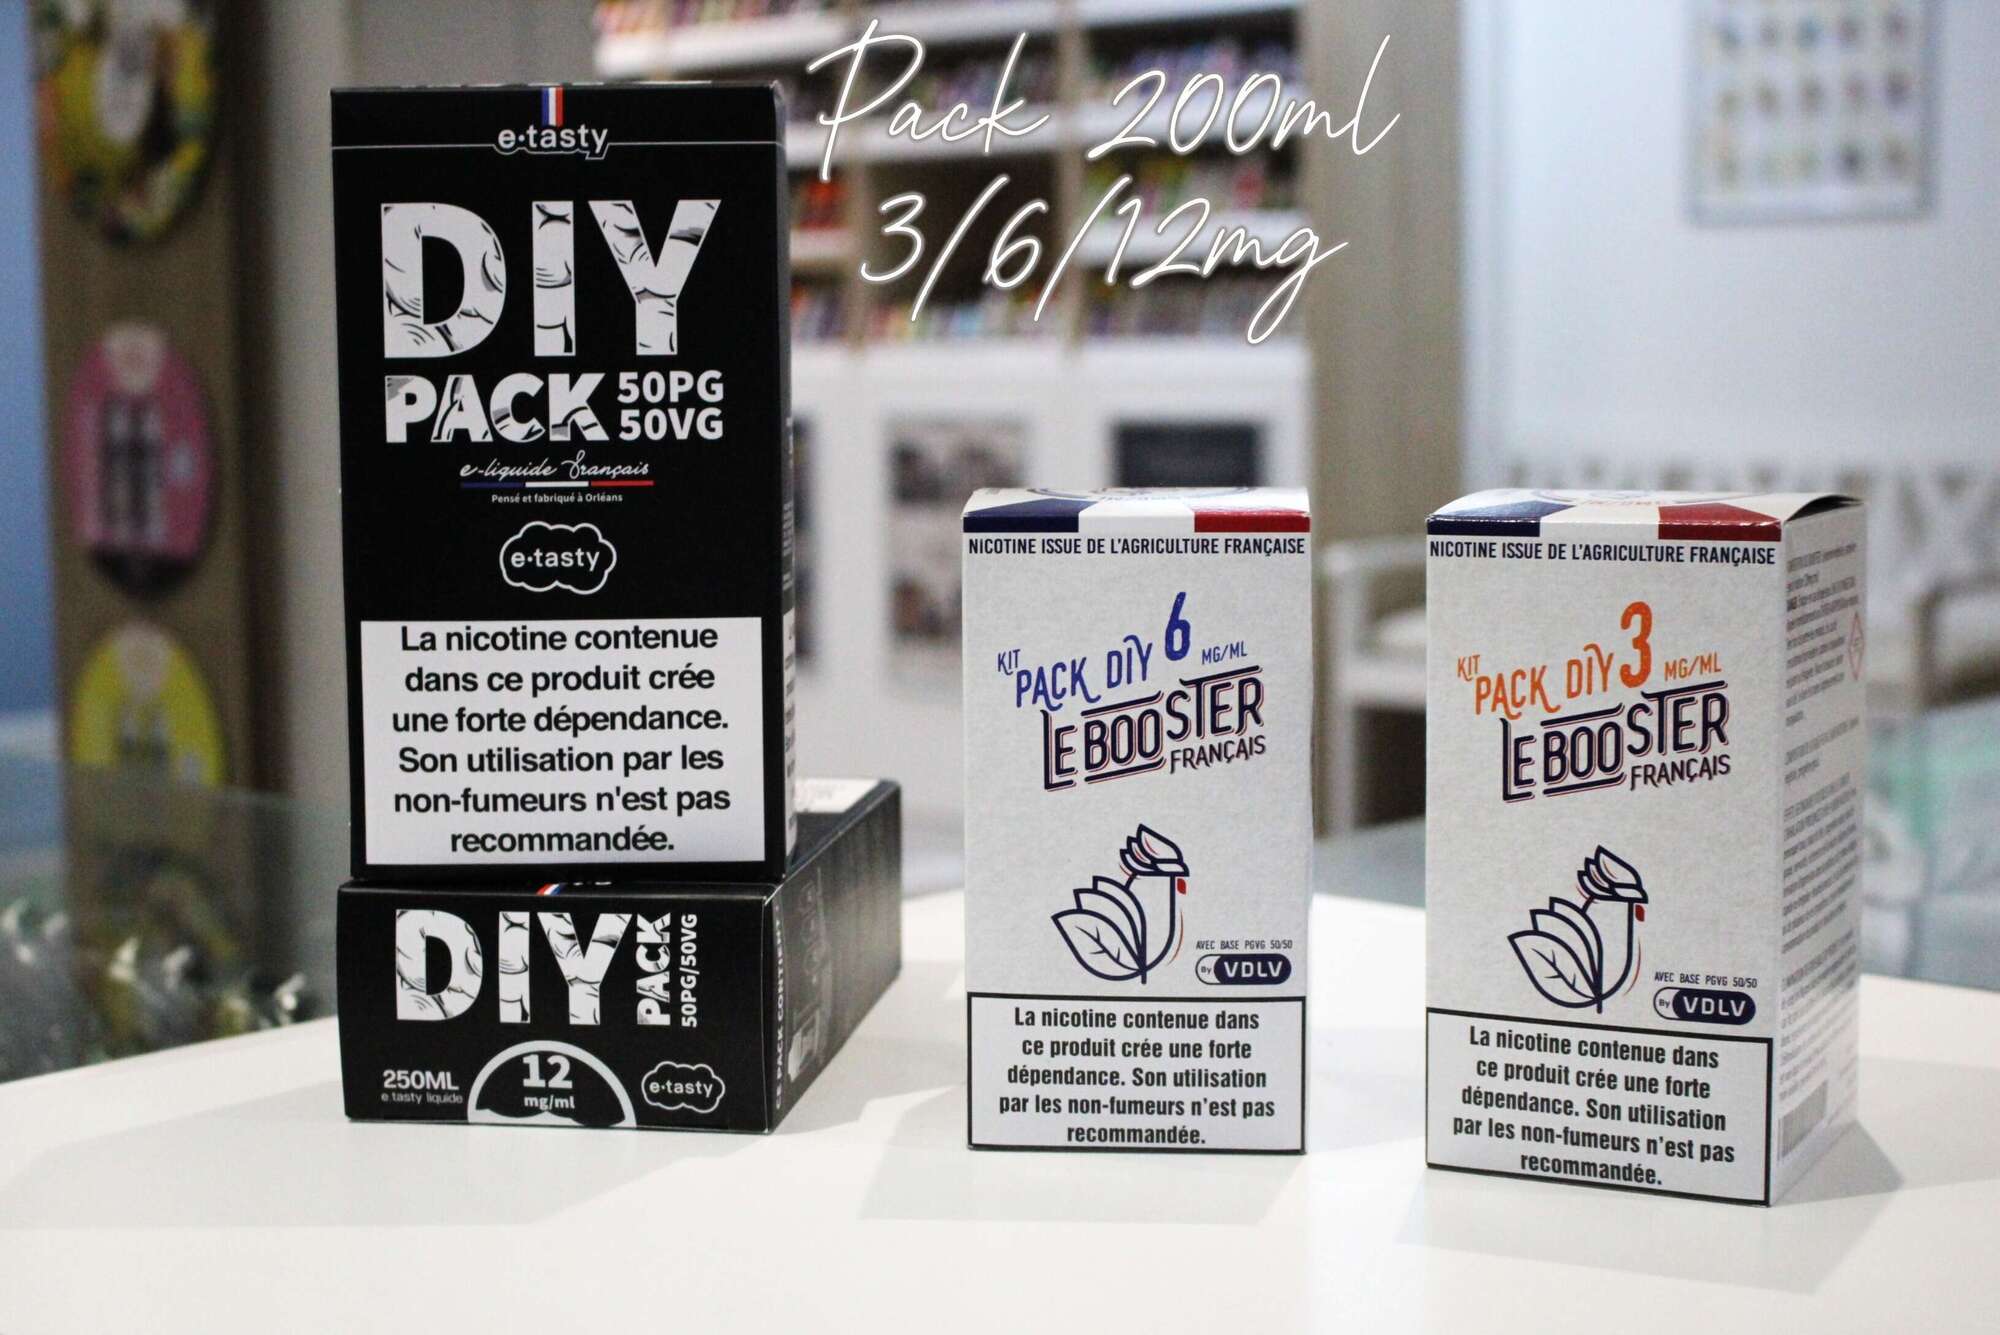 Pack 200ml
3/6/12mg
e·tasty
DIY
PACK 50PG
50VG
e-liquide français
Pensé et fabriqué à Orléans
e·tasty
La nicotine contenue
dans ce produit crée
une forte dépendance.
Son utilisation par les
non-fumeurs n'est pas
recommandée.
DIY
PACK
50PG/50VG
250ML
e tasty liquide
12
mg/ml
e·tasty
CE PACK CONTIENT
NICOTINE ISSUE DE L'AGRICULTURE FRANÇAISE
KIT
PACK DIY 6 MG/ML
LE BOOSTER
FRANÇAIS
AVEC BASE PGVG 50/50
By VDLV
La nicotine contenue dans
ce produit crée une forte
dépendance. Son utilisation
par les non-fumeurs n'est pas
recommandée.
NICOTINE ISSUE DE L'AGRICULTURE FRANÇAISE
KIT
PACK DIY 3 MG/ML
LE BOOSTER
FRANÇAIS
AVEC BASE PGVG 50/50
By VDLV
La nicotine contenue dans
ce produit crée une forte
dépendance. Son utilisation
par les non-fumeurs n'est pas
recommandée.